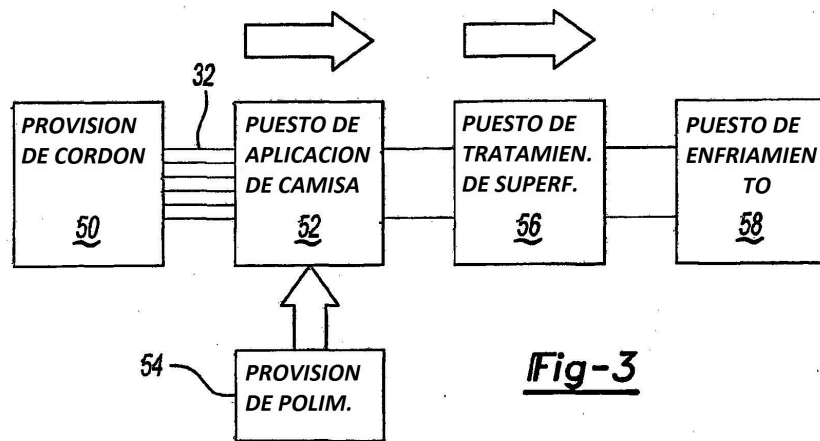 32
PROVISION
DE CORDON
50
PUESTO DE
APLICACION
DE CAMISA
52
PUESTO DE
TRATAMIEN.
DE SUPERF.
56
PUESTO DE
ENFRIAMIEN
TO
58
54
PROVISION
DE POLIM.
Fig-3